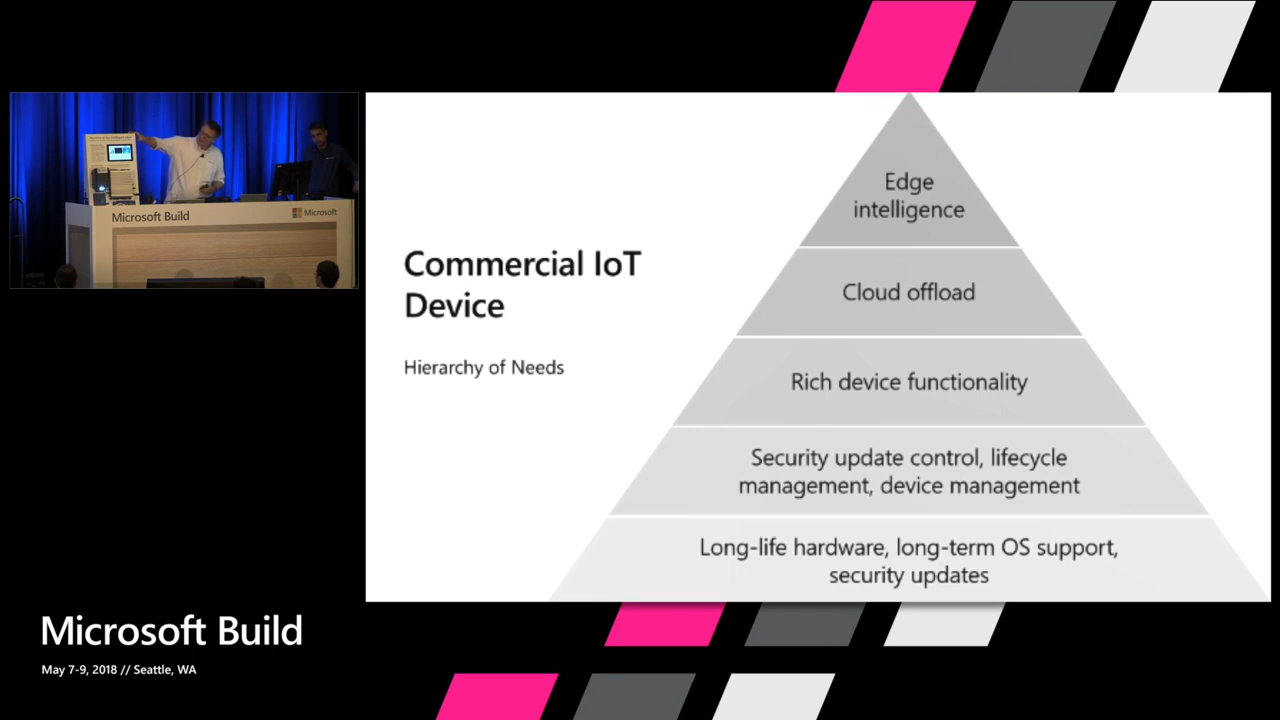 Microsoft Build
Microsoft
Commercial IoT
Device
Hierarchy of Needs
Edge
intelligence
Cloud offload
Rich device functionality
Security update control, lifecycle
management, device management
Long-life hardware, long-term OS support,
security updates
Microsoft Build
May 7-9, 2018 // Seattle, WA